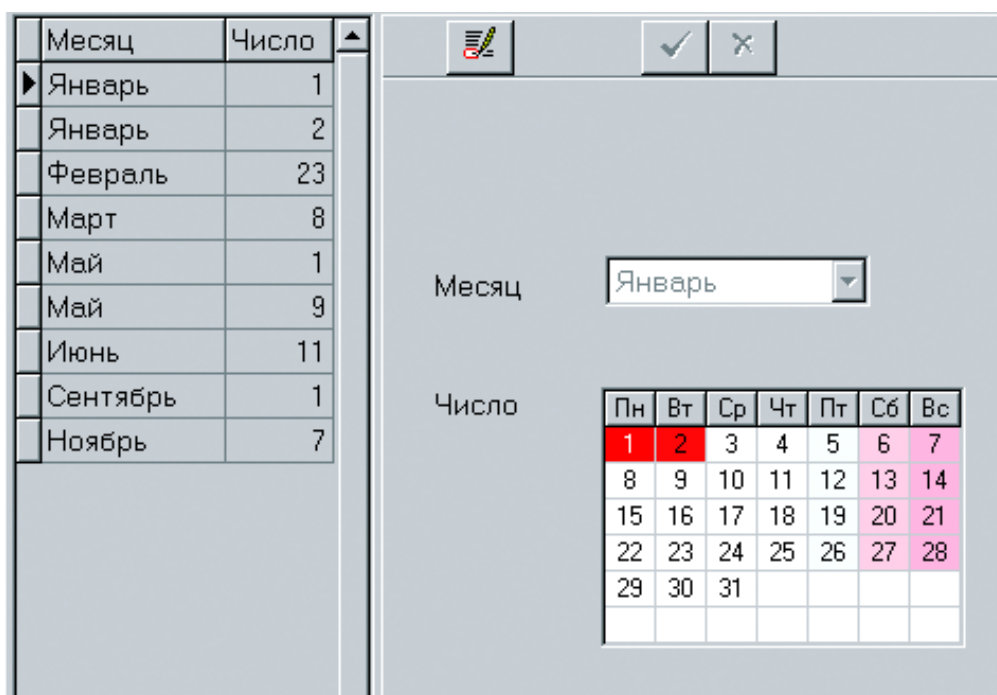 Месяц Число
Январь 1
Январь 2
Февраль 23
Март 8
Май 1
Май 9
Июнь 11
Сентябрь 1
Ноябрь 7
Месяц Январь
Число
Пн Вт Ср Чт Пт Сб Вс
1 2 3 4 5 6 7
8 9 10 11 12 13 14
15 16 17 18 19 20 21
22 23 24 25 26 27 28
29 30 31